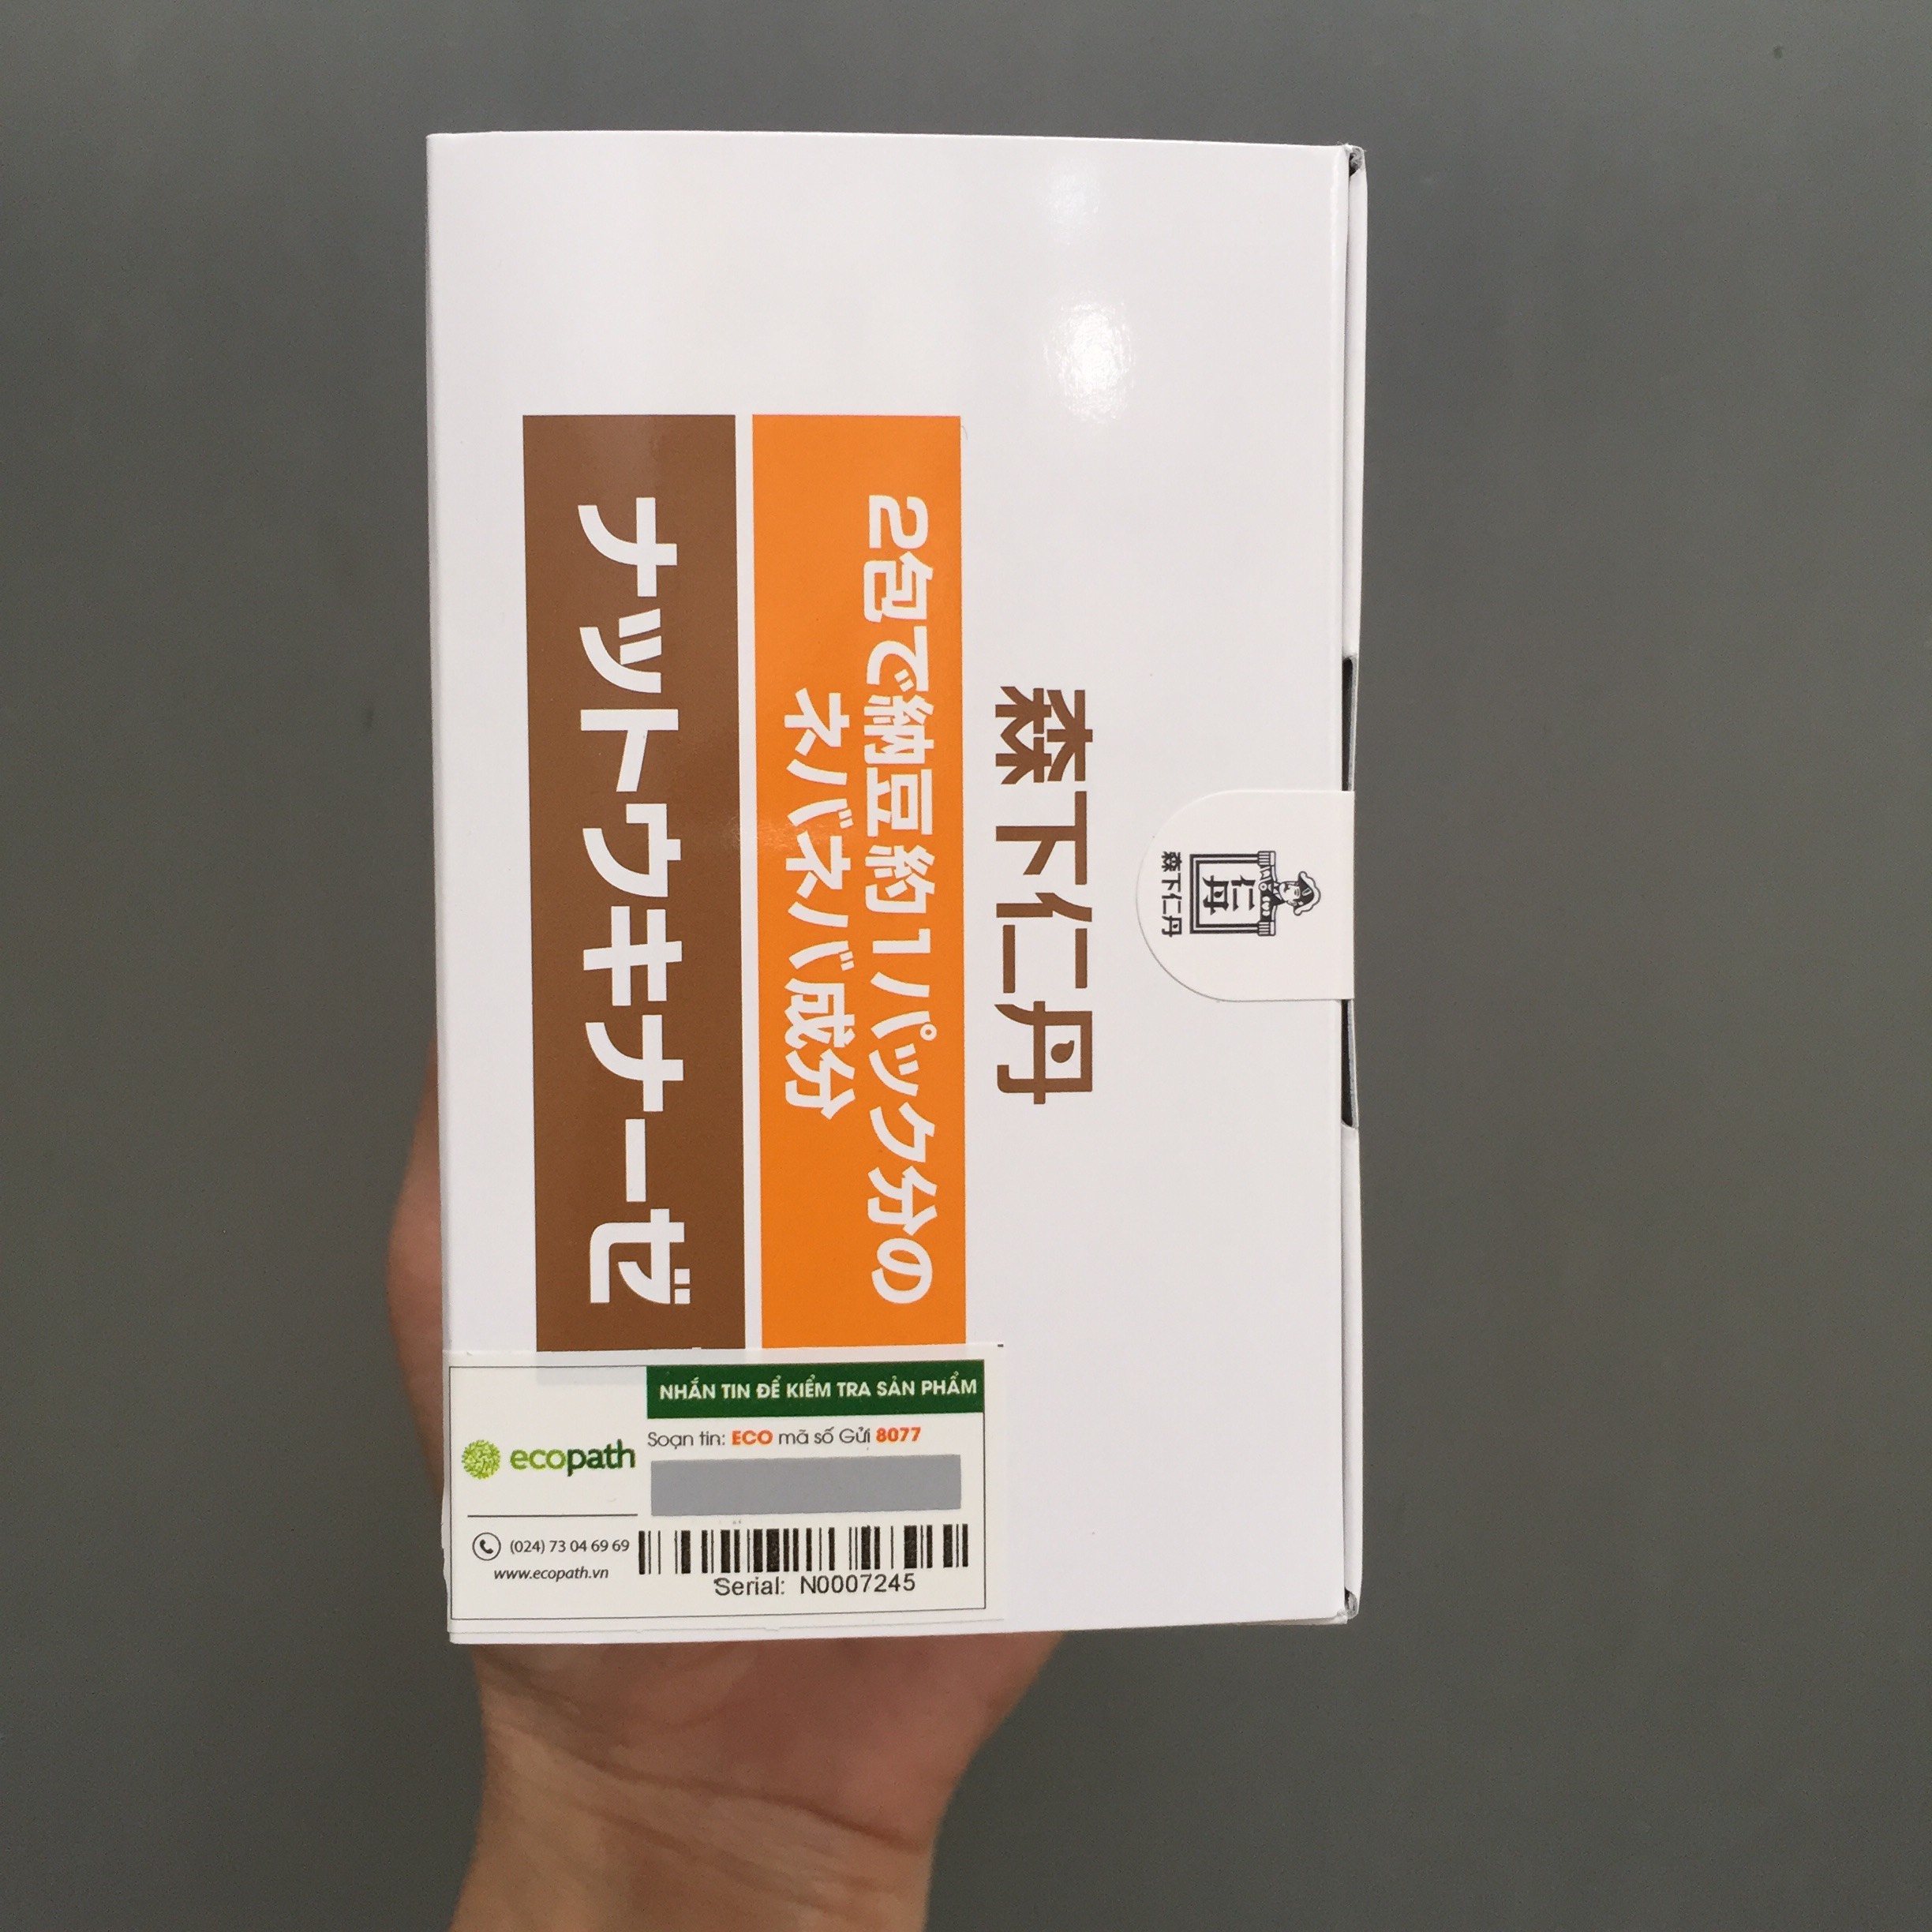 仁丹
森下仁丹
森下仁丹
2包で納豆約1パック分の
ネバネバ成分
ナットウキナーゼ
ecopath
(024) 73 04 69 69
www.ecopath.vn
NHẮN TIN ĐỂ KIỂM TRA SẢN PHẨM
Soạn tin: ECO mã số Gửi 8077
Serial: N0007245